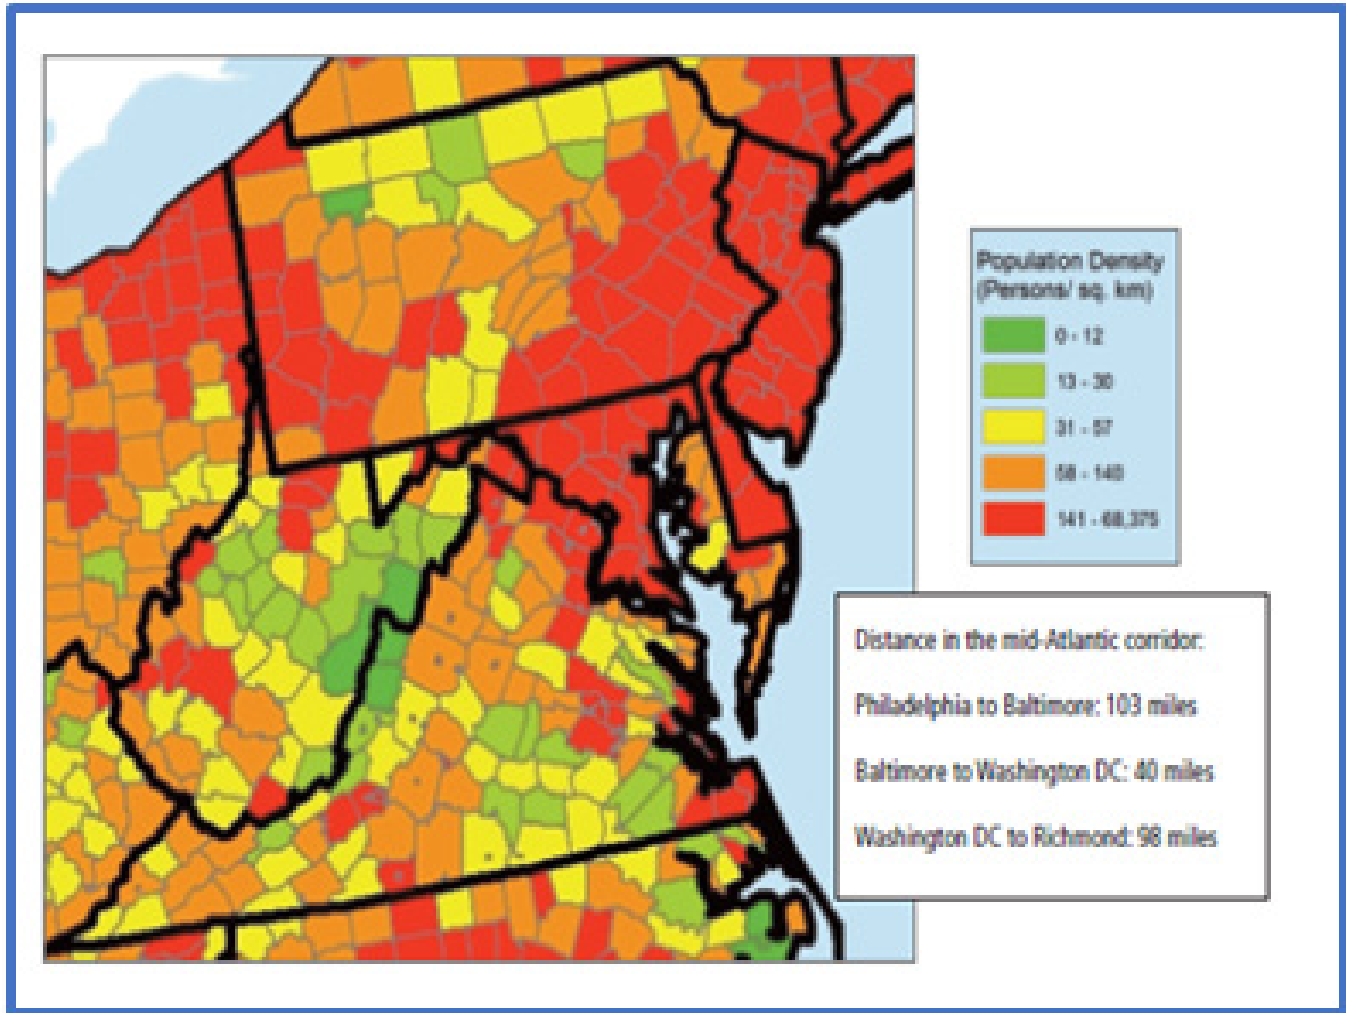 Population Density
(Persons/ sq. km)
0 - 12
13 - 30
31 - 57
58 - 140
141 - 68,375
Distance in the mid-Atlantic corridor:
Philadelphia to Baltimore: 103 miles
Baltimore to Washington DC: 40 miles
Washington DC to Richmond: 98 miles